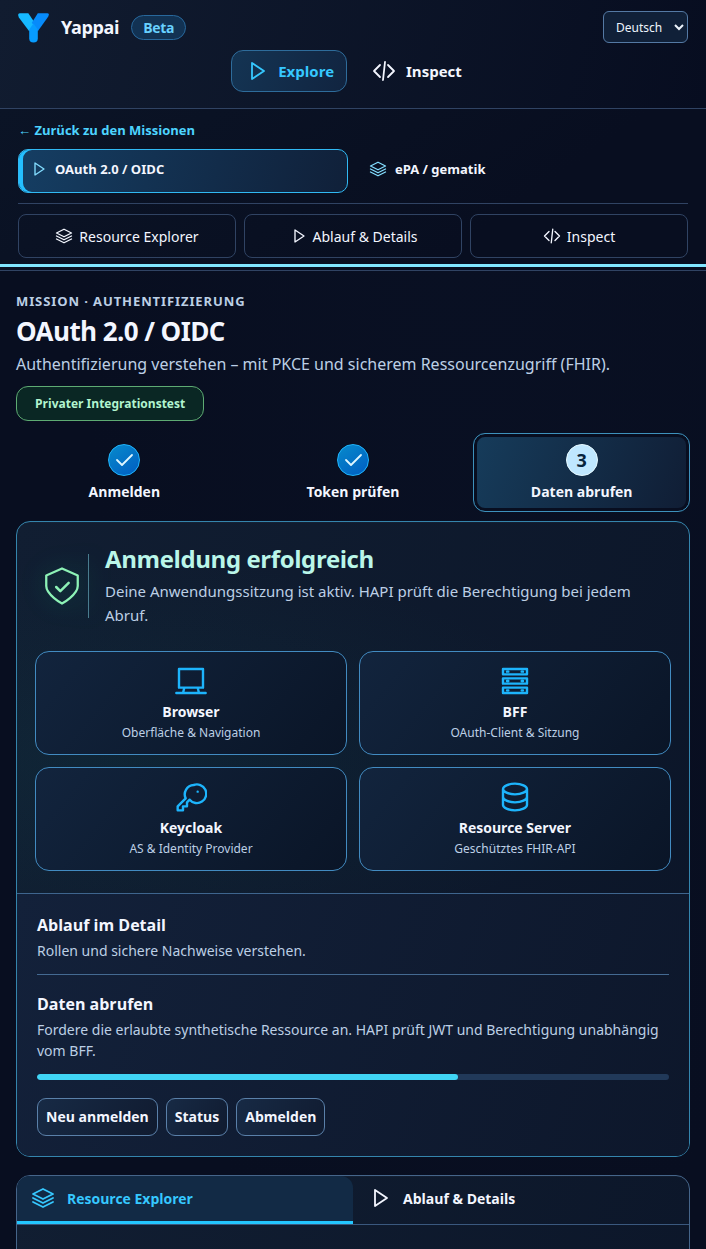 Yappai
Beta
Deutsch
Explore
Inspect
← Zurück zu den Missionen
OAuth 2.0 / OIDC
ePA / gematik
Resource Explorer
Ablauf & Details
Inspect
MISSION · AUTHENTIFIZIERUNG
OAuth 2.0 / OIDC
Authentifizierung verstehen – mit PKCE und sicherem Ressourcenzugriff (FHIR).
Privater Integrationstest
Anmelden
Token prüfen
3
Daten abrufen
Anmeldung erfolgreich
Deine Anwendungssitzung ist aktiv. HAPI prüft die Berechtigung bei jedem
Abruf.
Browser
Oberfläche & Navigation
BFF
OAuth-Client & Sitzung
Keycloak
AS & Identity Provider
Resource Server
Geschütztes FHIR-API
Ablauf im Detail
Rollen und sichere Nachweise verstehen.
Daten abrufen
Fordere die erlaubte synthetische Ressource an. HAPI prüft JWT und Berechtigung unabhängig
vom BFF.
Neu anmelden
Status
Abmelden
Resource Explorer
Ablauf & Details